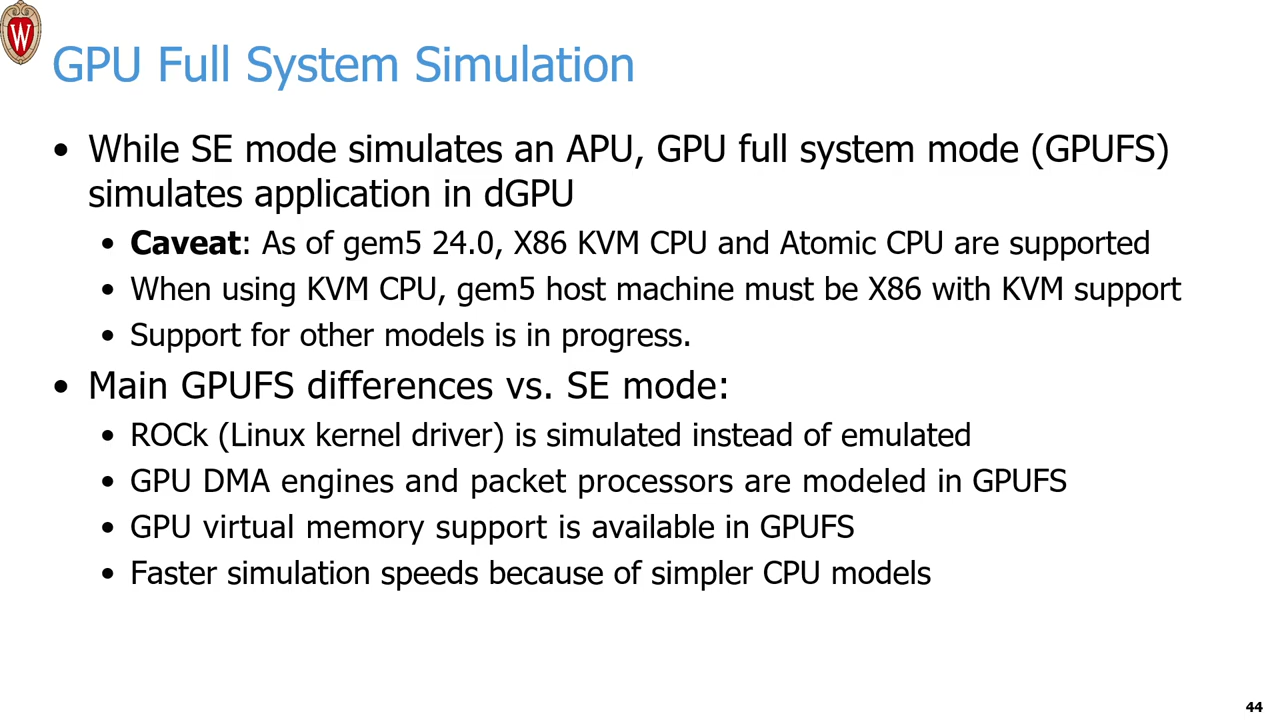 W
GPU Full System Simulation
• While SE mode simulates an APU, GPU full system mode (GPUFS)
simulates application in dGPU
• Caveat: As of gem5 24.0, X86 KVM CPU and Atomic CPU are supported
• When using KVM CPU, gem5 host machine must be X86 with KVM support
• Support for other models is in progress.
• Main GPUFS differences vs. SE mode:
• ROCk (Linux kernel driver) is simulated instead of emulated
• GPU DMA engines and packet processors are modeled in GPUFS
• GPU virtual memory support is available in GPUFS
• Faster simulation speeds because of simpler CPU models
44